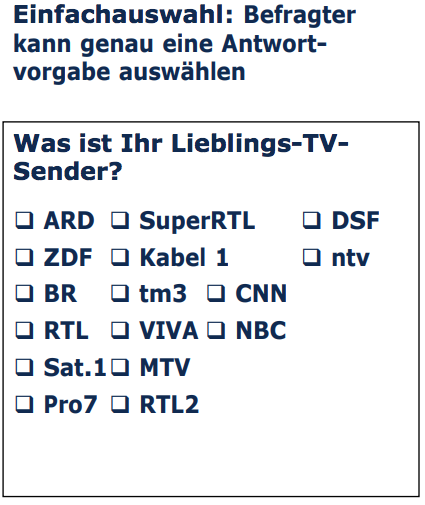 Einfachauswahl: Befragter
kann genau eine Antwort-
vorgabe auswählen
Was ist Ihr Lieblings-TV-
Sender?
❑ ARD ❑ SuperRTL ❑ DSF
❑ ZDF ❑ Kabel 1 ❑ ntv
❑ BR ❑ tm3 ❑ CNN
❑ RTL ❑ VIVA ❑ NBC
❑ Sat.1 ❑ MTV
❑ Pro7 ❑ RTL2